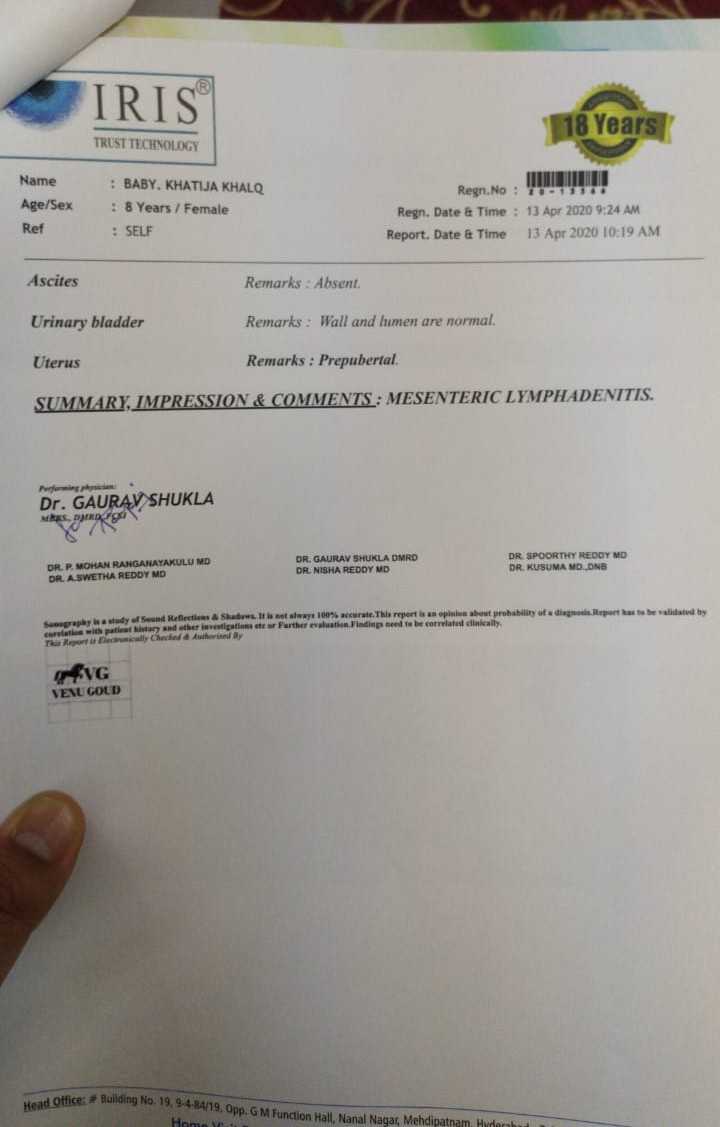 IRIS®
TRUST TECHNOLOGY
18 Years
Name : BABY. KHATIJA KHALQ
Regn.No :
Age/Sex : 8 Years / Female
Regn. Date & Time : 13 Apr 2020 9:24 AM
Ref : SELF
Report. Date & Time 13 Apr 2020 10:19 AM
Ascites Remarks : Absent.
Urinary bladder Remarks : Wall and lumen are normal.
Uterus Remarks : Prepubertal.
SUMMARY, IMPRESSION & COMMENTS : MESENTERIC LYMPHADENITIS.
Performing physician:
Dr. GAURAV SHUKLA
MBBS., DMRD,
DR. P. MOHAN RANGANAYAKULU MD DR. GAURAV SHUKLA DMRD DR. SPOORTHY REDDY MD
DR. A.SWETHA REDDY MD DR. NISHA REDDY MD DR. KUSUMA MD.,DNB
Sonography is a study of Sound Reflections & Shadows. It is not always 100% accurate.This report is an opinion about probability of a diagnosis.Report has to be validated by
corelation with patient history and other investigations etc or Further evaluation.Findings need to be correlated clinically.
This Report is Electronically Checked & Authorized By
VG
VENU GOUD
Head Office: # Building No. 19, 9-4-84/19, Opp. G M Function Hall, Nanal Nagar, Mehdipatnam,
Home